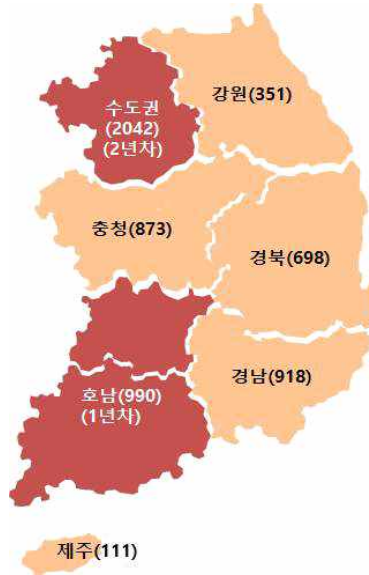 강원(351)
수도권
(2042)
(2년차)
충청(873)
경북(698)
경남(918)
호남(990)
(1년차)
제주(111)